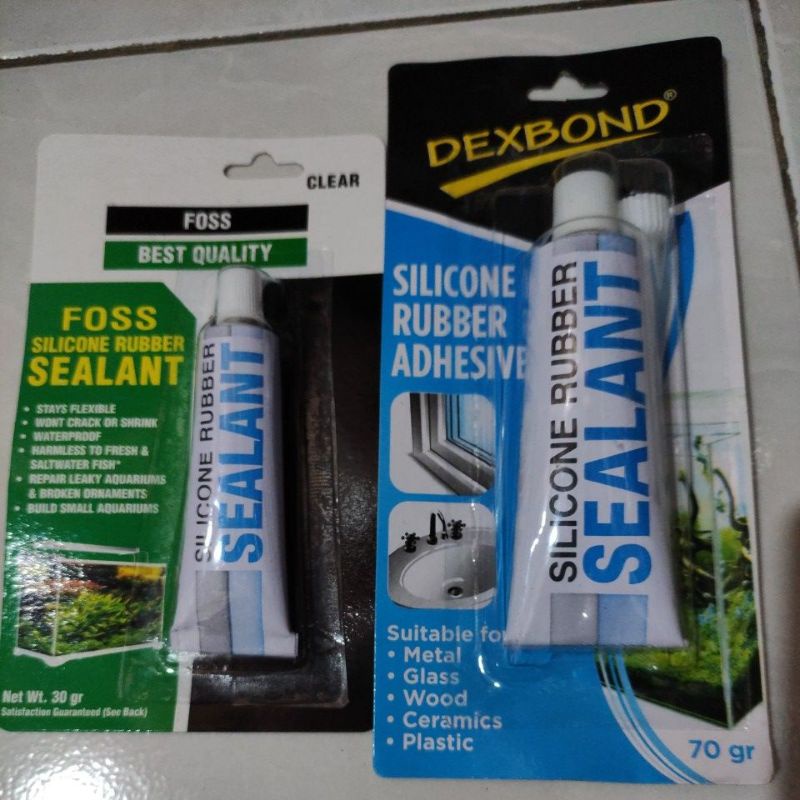 CLEAR
FOSS
BEST QUALITY
FOSS
SILICONE RUBBER
SEALANT
• STAYS FLEXIBLE
• WONT CRACK OR SHRINK
• WATERPROOF
• HARMLESS TO FRESH &
SALTWATER FISH*
• REPAIR LEAKY AQUARIUMS
& BROKEN ORNAMENTS
• BUILD SMALL AQUARIUMS
SILICONE RUBBER
SEALANT
Net Wt. 30 gr
Satisfaction Guaranteed (See Back)
DEXBOND®
SILICONE
RUBBER
ADHESIVE
SILICONE RUBBER
SEALANT
Suitable for
• Metal
• Glass
• Wood
• Ceramics
• Plastic
70 gr